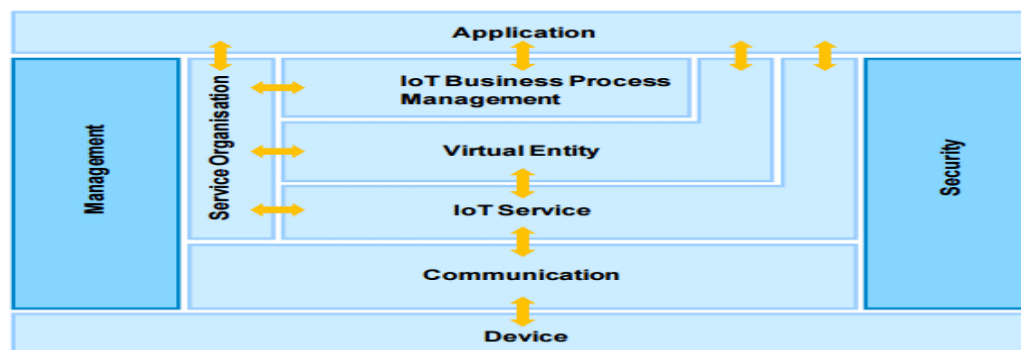 Application
Management
Service Organisation
IoT Business Process
Management
Virtual Entity
IoT Service
Communication
Security
Device